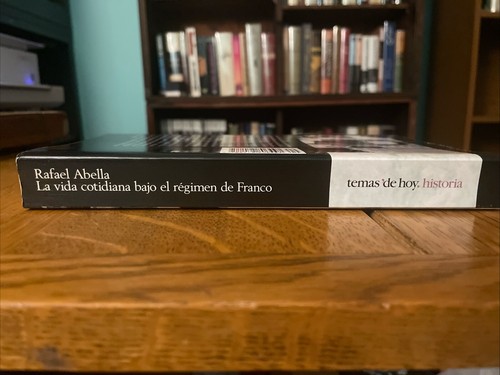 Rafael Abella
La vida cotidiana bajo el régimen de Franco
temas'de hoy. historia